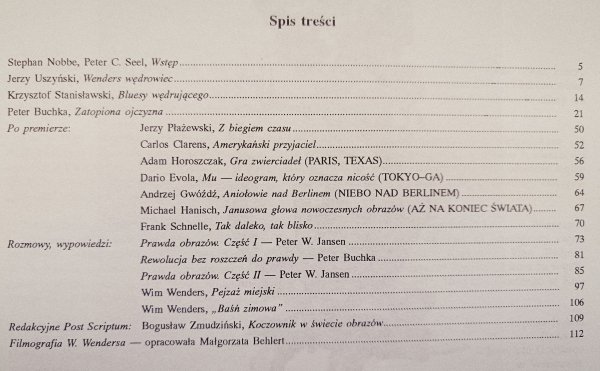 Spis treści
Stephan Nobbe, Peter C. Seel, Wstęp 5
Jerzy Uszyński, Wenders wędrowiec 7
Krzysztof Stanisławski, Bluesy wędrującego 14
Peter Buchka, Zatopiona ojczyzna 21
Po premierze: Jerzy Płażewski, Z biegiem czasu 50
Carlos Clarens, Amerykański przyjaciel 52
Adam Horoszczak, Gra zwierciadeł (PARIS, TEXAS) 56
Dario Evola, Mu — ideogram, który oznacza nicość (TOKYO–GA) 59
Andrzej Gwóźdź, Aniołowie nad Berlinem (NIEBO NAD BERLINEM) 64
Michael Hanisch, Janusowa głowa nowoczesnych obrazów (AŻ NA KONIEC ŚWIATA) 67
Frank Schnelle, Tak daleko, tak blisko 70
Rozmowy, wypowiedzi: Prawda obrazów. Część I — Peter W. Jansen 73
Rewolucja bez roszczeń do prawdy — Peter Buchka 81
Prawda obrazów. Część II — Peter W. Jansen 85
Wim Wenders, Pejzaż miejski 97
Wim Wenders, „Baśń zimowa” 106
Redakcyjne Post Scriptum: Bogusław Zmudziński, Koczownik w świecie obrazów 109
Filmografia W. Wendersa — opracowała Małgorzata Behlert 112